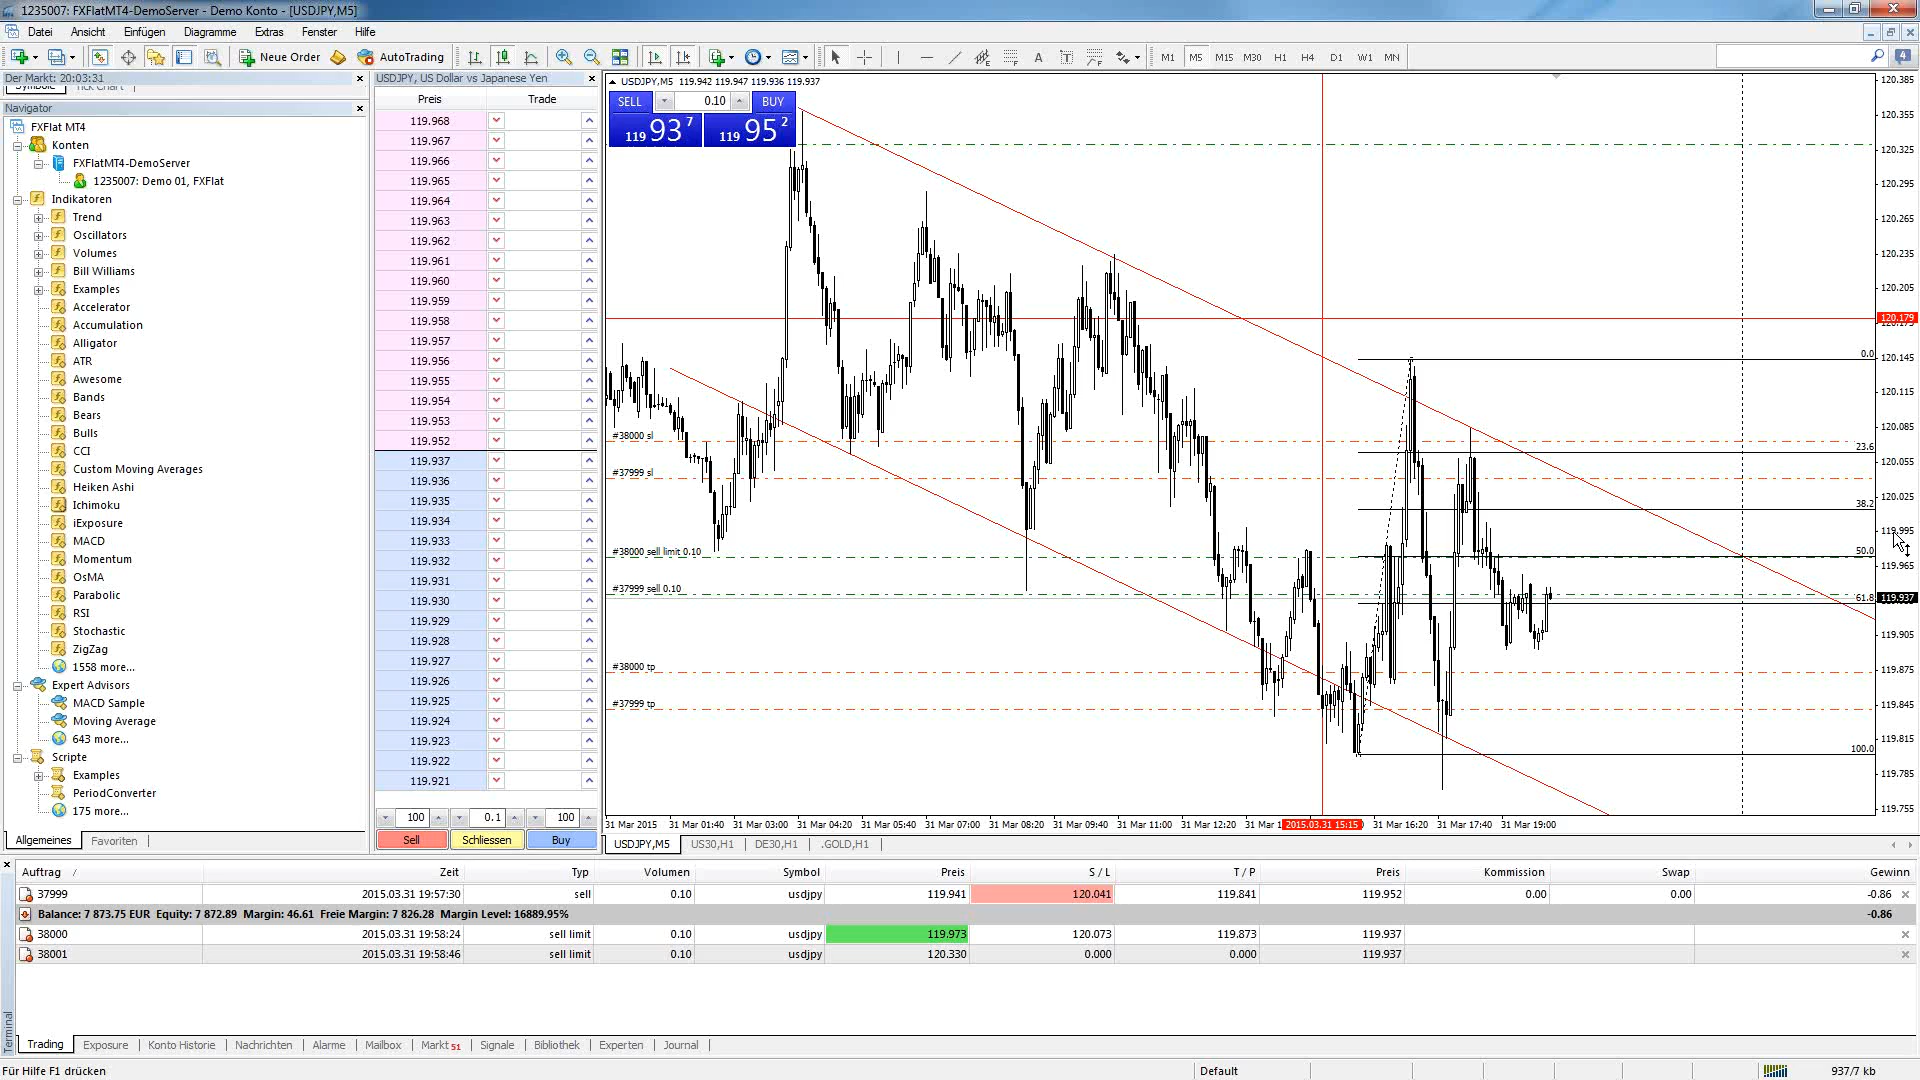 1235007: FXFlatMT4-DemoServer - Demo Konto - [USDJPY,M5]
Datei Ansicht Einfügen Diagramme Extras Fenster Hilfe
Neue Order AutoTrading M1 M5 M15 M30 H1 H4 D1 W1 MN 4
Der Markt: 20:03:31
Symbole Tick Chart
Navigator
FXFlat MT4
Konten
FXFlatMT4-DemoServer
1235007: Demo 01, FXFlat
Indikatoren
Trend
Oscillators
Volumes
Bill Williams
Examples
Accelerator
Accumulation
Alligator
ATR
Awesome
Bands
Bears
Bulls
CCI
Custom Moving Averages
Heiken Ashi
Ichimoku
iExposure
MACD
Momentum
OsMA
Parabolic
RSI
Stochastic
ZigZag
1558 more...
Expert Advisors
MACD Sample
Moving Average
643 more...
Scripte
Examples
PeriodConverter
175 more...
Allgemeines Favoriten
USDJPY, US Dollar vs Japanese Yen
Preis Trade
119.968
119.967
119.966
119.965
119.964
119.963
119.962
119.961
119.960
119.959
119.958
119.957
119.956
119.955
119.954
119.953
119.952
119.937
119.936
119.935
119.934
119.933
119.932
119.931
119.930
119.929
119.928
119.927
119.926
119.925
119.924
119.923
119.922
119.921
100 0.1 100
Sell Schliessen Buy
USDJPY,M5 119.942 119.947 119.936 119.937
SELL 0.10 BUY
119 93 7 119 95 2
#38000 sl
#37999 sl
#38000 sell limit 0.10
#37999 sell 0.10
#38000 tp
#37999 tp
0.0
23.6
38.2
50.0
61.8
100.0
120.385
120.355
120.325
120.295
120.265
120.235
120.205
120.179
120.145
120.115
120.085
120.055
120.025
119.995
119.965
119.937
119.905
119.875
119.845
119.815
119.785
119.755
31 Mar 2015 31 Mar 01:40 31 Mar 03:00 31 Mar 04:20 31 Mar 05:40 31 Mar 07:00 31 Mar 08:20 31 Mar 09:40 31 Mar 11:00 31 Mar 12:20 31 Mar 1 2015.03.31 15:15 31 Mar 16:20 31 Mar 17:40 31 Mar 19:00
USDJPY,M5 US30,H1 DE30,H1 .GOLD,H1
Auftrag Zeit Typ Volumen Symbol Preis S / L T / P Preis Kommission Swap Gewinn
37999 2015.03.31 19:57:30 sell 0.10 usdjpy 119.941 120.041 119.841 119.952 0.00 0.00 -0.86
Balance: 7 873.75 EUR Equity: 7 872.89 Margin: 46.61 Freie Margin: 7 826.28 Margin Level: 16889.95% -0.86
38000 2015.03.31 19:58:24 sell limit 0.10 usdjpy 119.973 120.073 119.873 119.937
38001 2015.03.31 19:58:46 sell limit 0.10 usdjpy 120.330 0.000 0.000 119.937
Terminal
Trading Exposure Konto Historie Nachrichten Alarme Mailbox Markt 51 Signale Bibliothek Experten Journal
Für Hilfe F1 drücken Default 937/7 kb